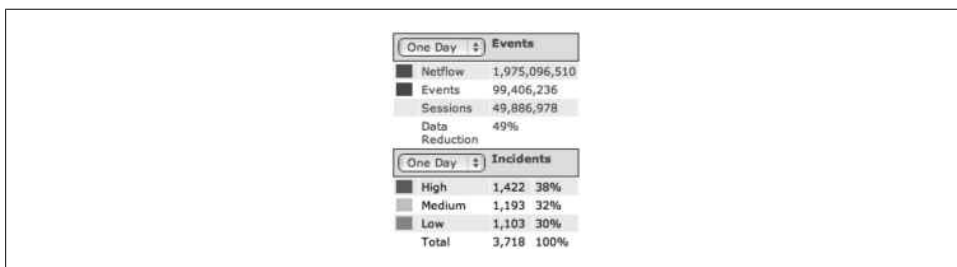 One Day Events
Netflow 1,975,096,510
Events 99,406,236
Sessions 49,886,978
Data Reduction 49%
One Day Incidents
High 1,422 38%
Medium 1,193 32%
Low 1,103 30%
Total 3,718 100%